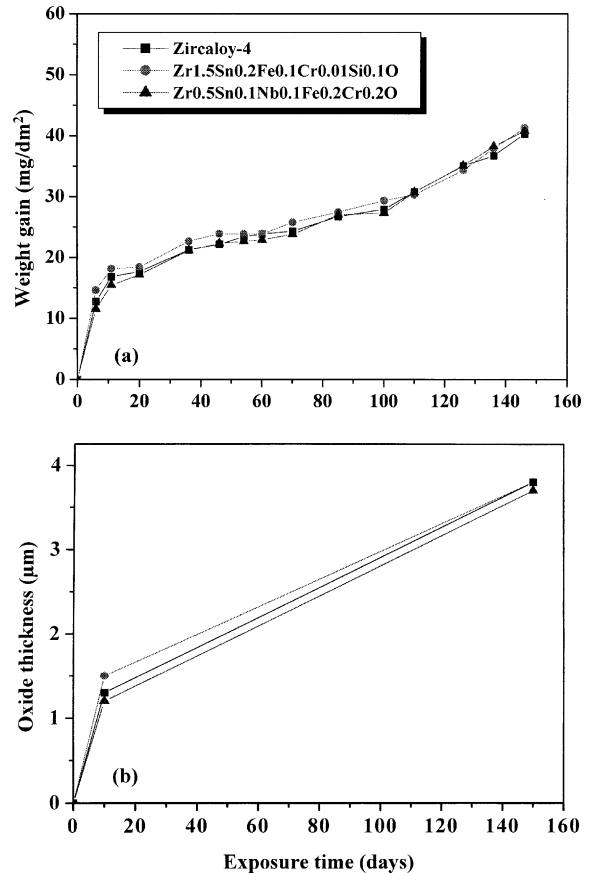 60
50
40
30
20
10
0
Weight gain (mg/dm²)
Zircaloy-4
Zr1.5Sn0.2Fe0.1Cr0.01Si0.1O
Zr0.5Sn0.1Nb0.1Fe0.2Cr0.2O
(a)
0 20 40 60 80 100 120 140 160
4
3
2
1
0
Oxide thickness (μm)
(b)
0 20 40 60 80 100 120 140 160
Exposure time (days)